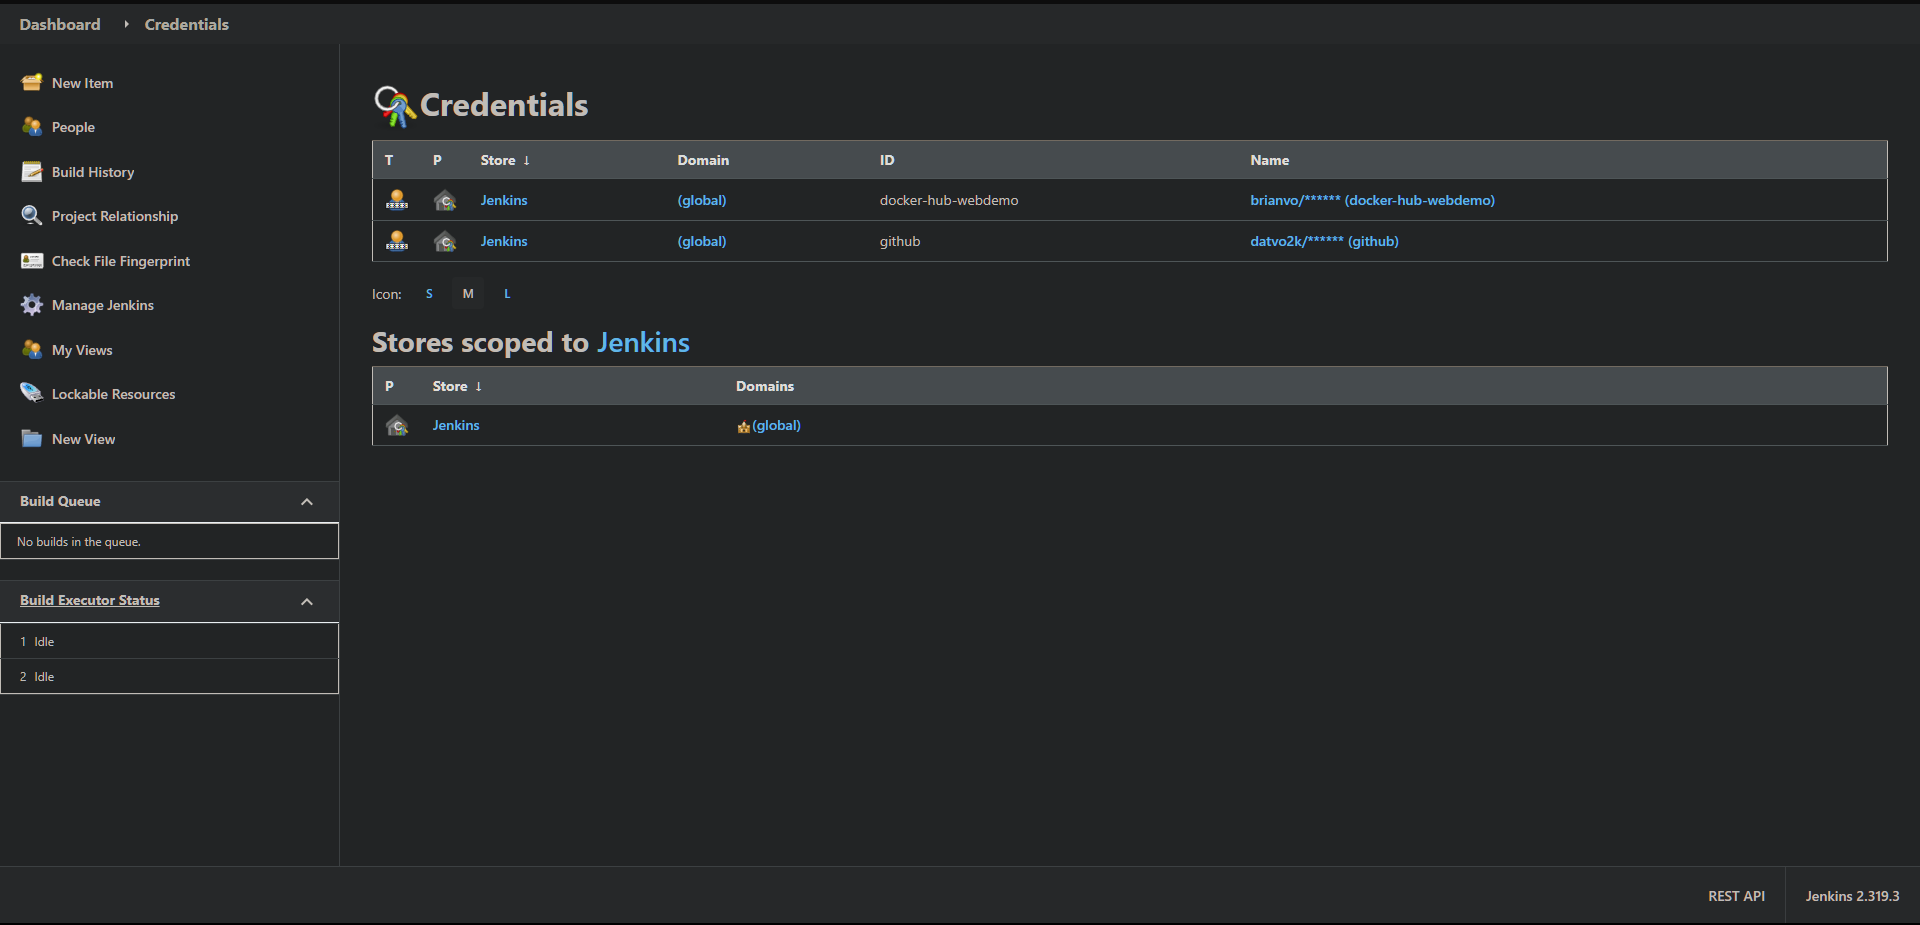 Dashboard Credentials
New Item
People
Build History
Project Relationship
Check File Fingerprint
Manage Jenkins
My Views
Lockable Resources
New View
Build Queue
No builds in the queue.
Build Executor Status
1 Idle
2 Idle
Credentials
T P Store ↓ Domain ID Name
Jenkins (global) docker-hub-webdemo brianvo/****** (docker-hub-webdemo)
Jenkins (global) github datvo2k/****** (github)
Icon: S M L
Stores scoped to Jenkins
P Store ↓ Domains
Jenkins (global)
REST API Jenkins 2.319.3